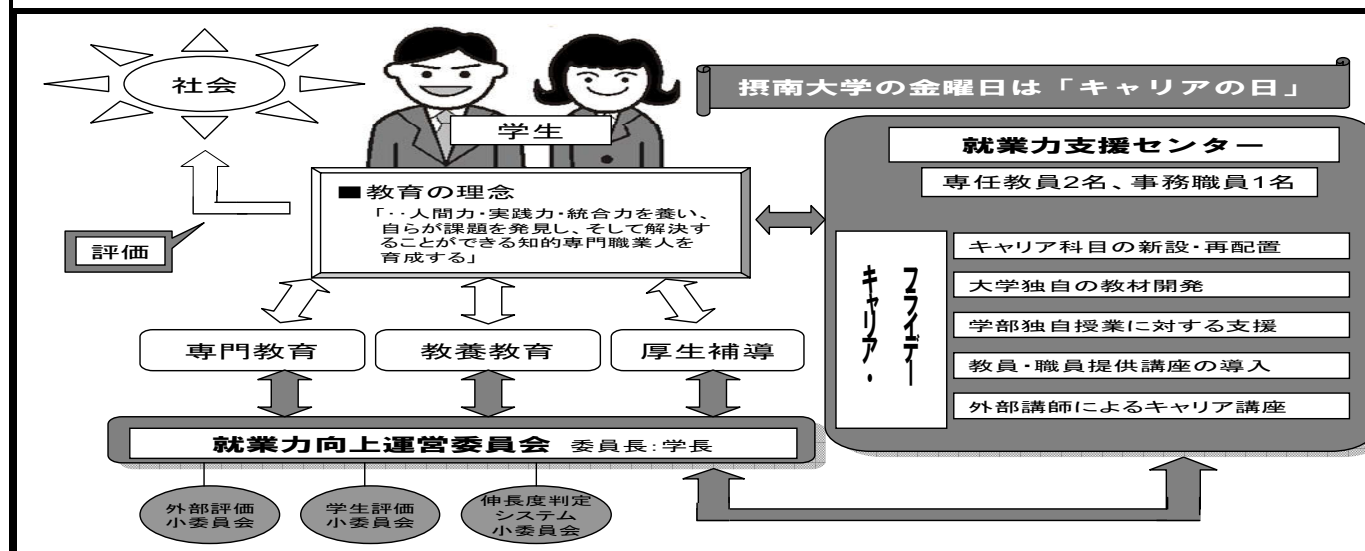 社会
学生
摂南大学の金曜日は「キャリアの日」
評価
■教育の理念
「‥人間力・実践力・統合力を養い、
自らが課題を発見し、そして解決す
ることができる知的専門職業人を
育成する」
就業力支援センター
専任教員2名、事務職員1名
キャリア・
フライデー
キャリア科目の新設・再配置
大学独自の教材開発
学部独自授業に対する支援
教員・職員提供講座の導入
外部講師によるキャリア講座
専門教育
教養教育
厚生補導
就業力向上運営委員会 委員長:学長
外部評価
小委員会
学生評価
小委員会
伸長度判定
システム
小委員会